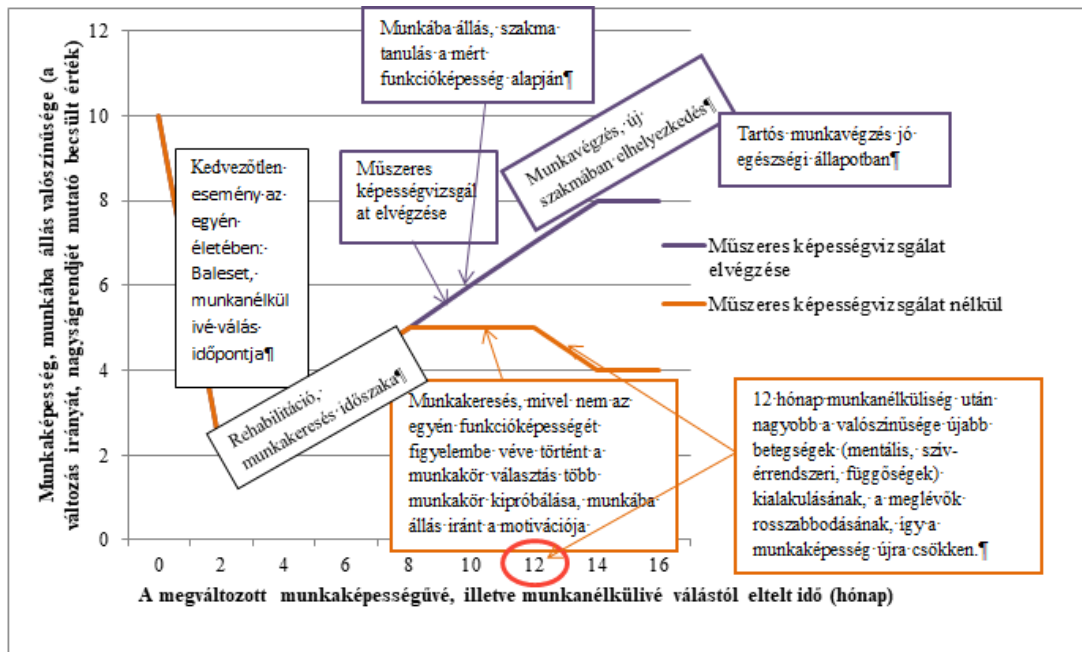 Munkaképesség, munkába állás valószínűsége (a
változás irányát, nagyságrendjét mutató becsült érték)
12
10
8
6
4
2
0
Munkába·állás,·szakma·
tanulás·a·mért·
funkcióképesség·alapján¶
Munkavégzés,·új·
szakmában·elhelyezkedés¶
Tartós·munkavégzés·jó·
egészségi·állapotban¶
Kedvezőtlen·
esemény·az·
egyén·
életében:·
Baleset,·
munkanélkül
ivé·válás·
időpontja¶
Műszeres
képességvizsgál
at elvégzése
Műszeres képességvizsgálat
elvégzése
Műszeres képességvizsgálat nélkül
Rehabilitáció,·
munkakeresés·időszaka¶
Munkakeresés,·mivel·nem·az·
egyén·funkcióképességét·
figyelembe·véve·történt·a·
munkakör·választás·több·
munkakör·kipróbálása,·munkába·
állás·iránt·a·motivációja·
12·hónap·munkanélküliség·után·
nagyobb·a·valószínűsége·újabb·
betegségek·(mentális,·szív-
érrendszeri,·függőségek)·
kialakulásának,·a·meglévők·
rosszabbodásának,·így·a·
munkaképesség·újra·csökken.¶
0 2 4 6 8 10 12 14 16
A megváltozott munkaképességűvé, illetve munkanélkülivé válástól eltelt idő (hónap)